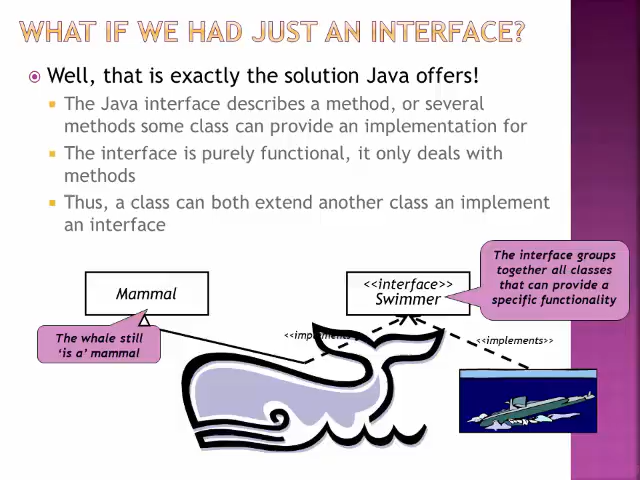 WHAT IF WE HAD JUST AN INTERFACE?
Well, that is exactly the solution Java offers!
The Java interface describes a method, or several
methods some class can provide an implementation for
The interface is purely functional, it only deals with
methods
Thus, a class can both extend another class an implement
an interface
Mammal
<<interface>>
Swimmer
The interface groups
together all classes
that can provide a
specific functionality
The whale still
‘is a’ mammal
<<implements>>